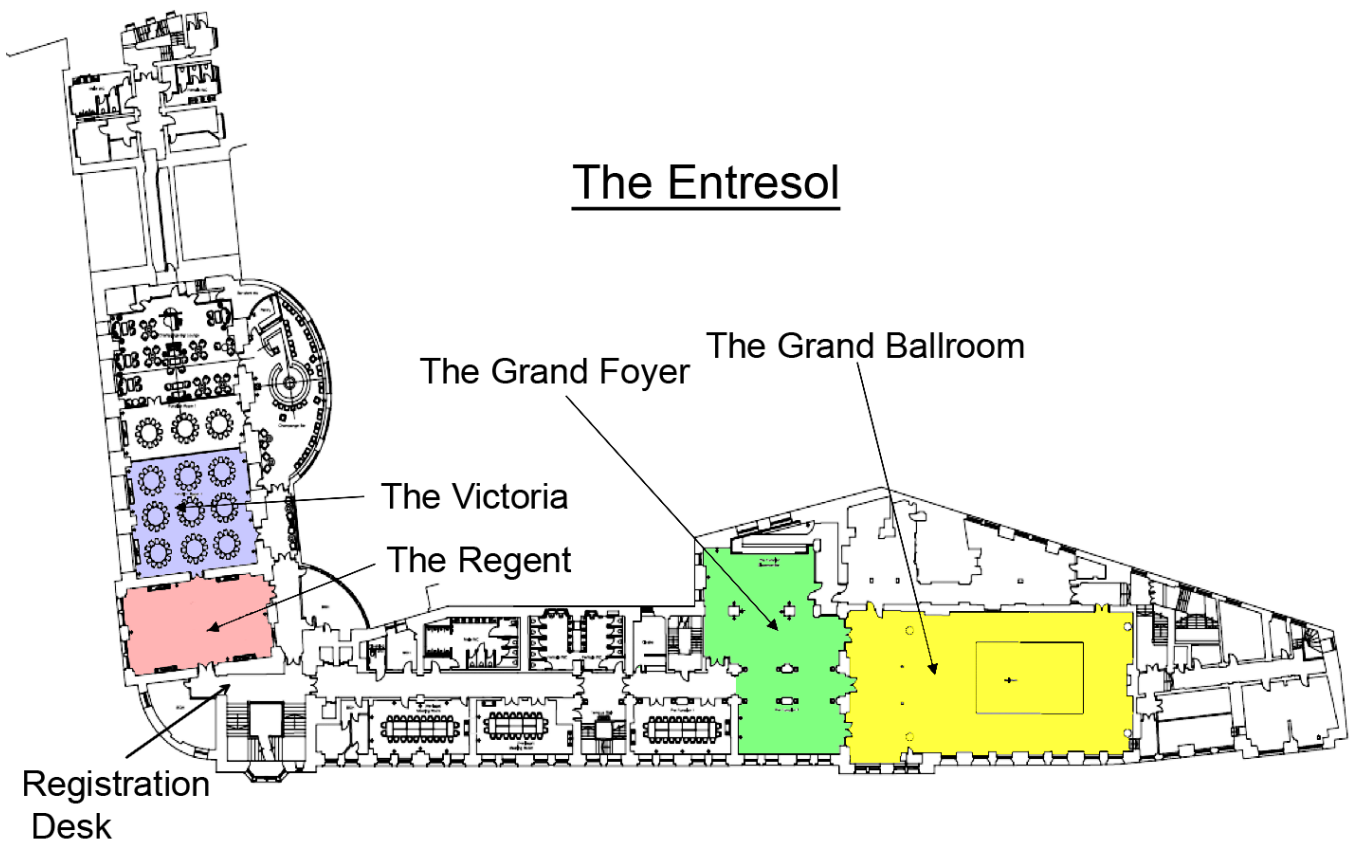 The Entresol
The Grand Ballroom
The Grand Foyer
The Victoria
The Regent
Registration
Desk